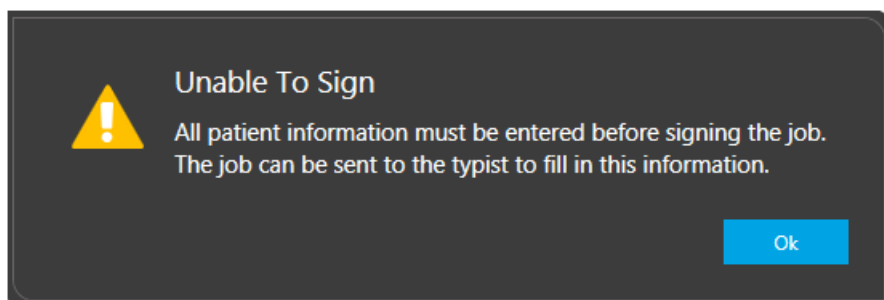 Unable To Sign
All patient information must be entered before signing the job.
The job can be sent to the typist to fill in this information.
Ok